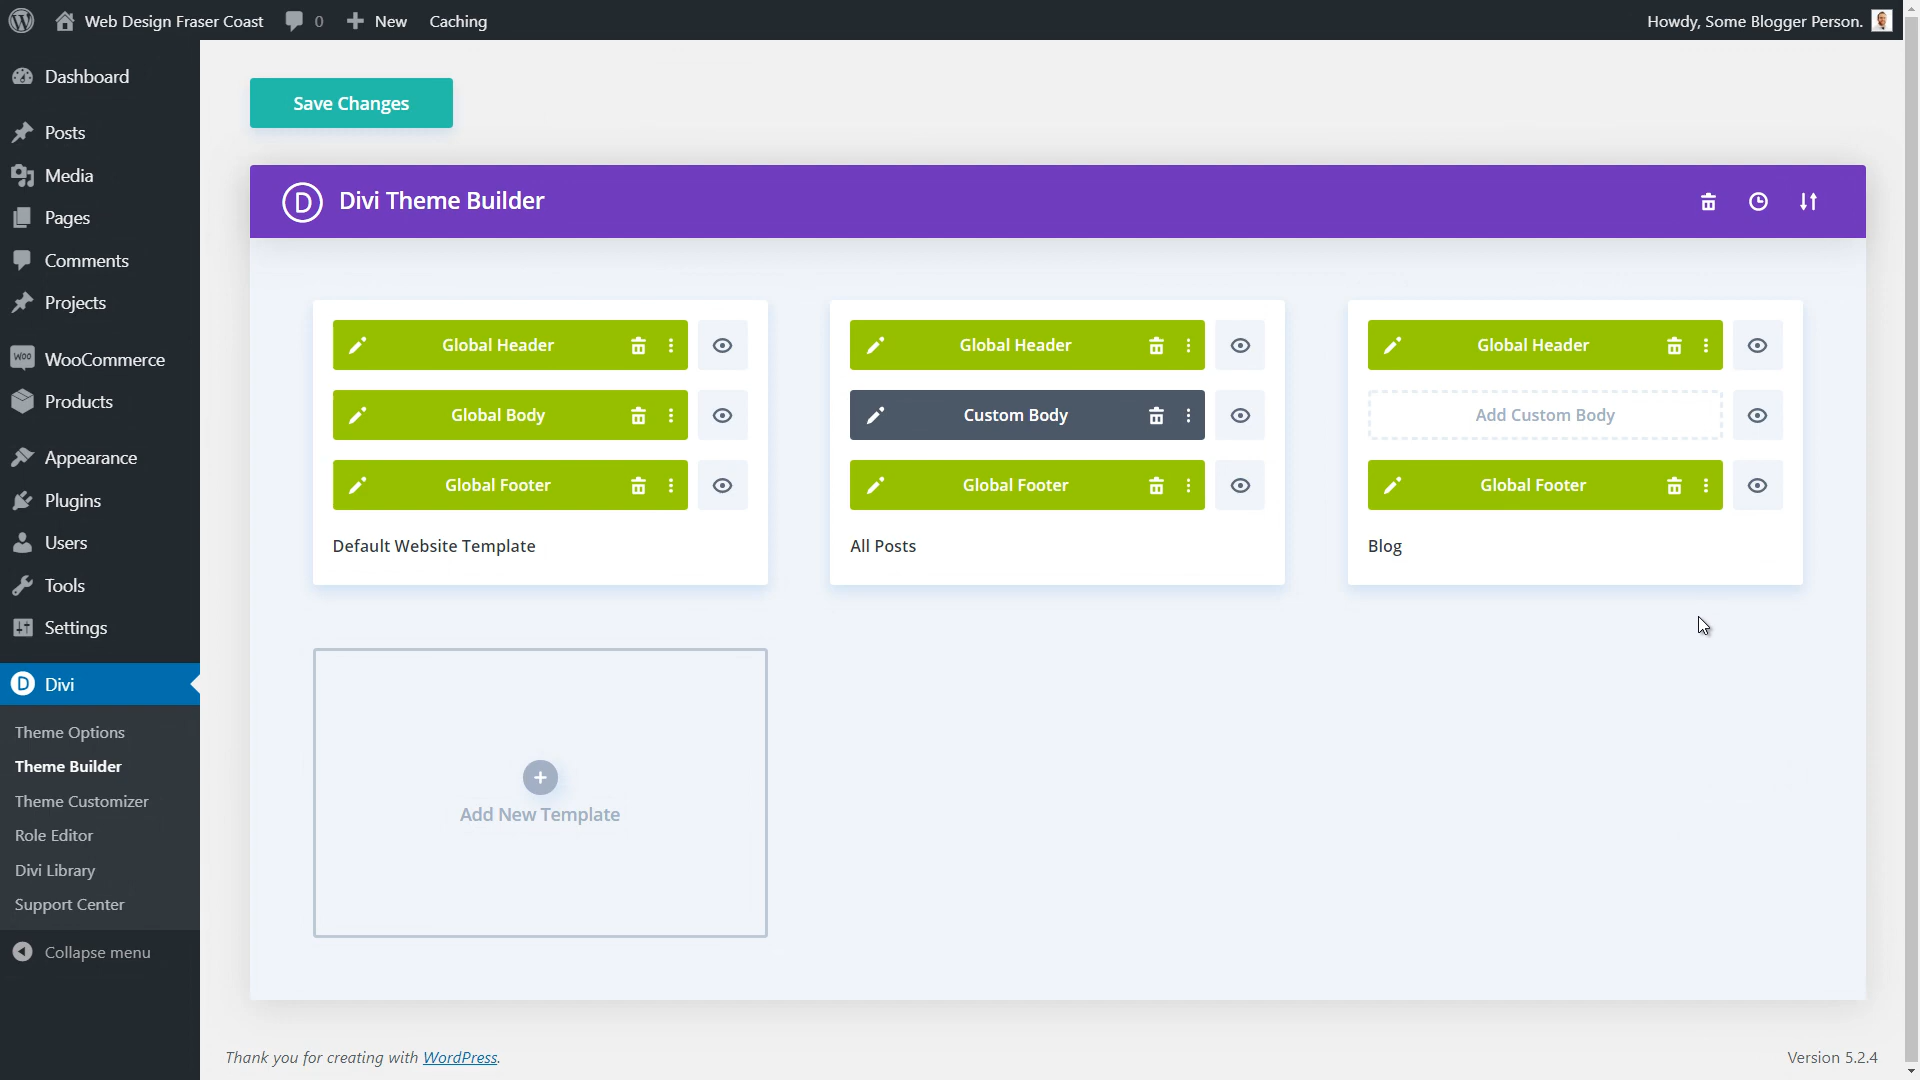 Web Design Fraser Coast 0 New Caching Howdy, Some Blogger Person.
Dashboard
Posts
Media
Pages
Comments
Projects
WOO WooCommerce
Products
Appearance
Plugins
Users
Tools
Settings
D Divi
Theme Options
Theme Builder
Theme Customizer
Role Editor
Divi Library
Support Center
Collapse menu
Save Changes
D Divi Theme Builder
Global Header
Global Body
Global Footer
Default Website Template
Global Header
Custom Body
Global Footer
All Posts
Global Header
Add Custom Body
Global Footer
Blog
Add New Template
Thank you for creating with WordPress.
Version 5.2.4